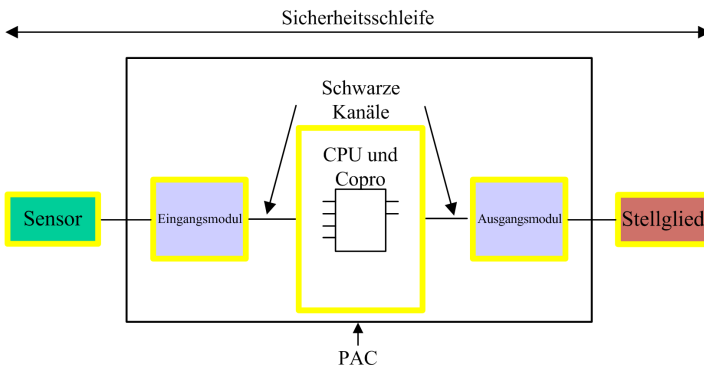 Sicherheitsschleife
Schwarze
Kanäle
CPU und
Copro
Sensor
Eingangsmodul
Ausgangsmodul
Stellglied
PAC